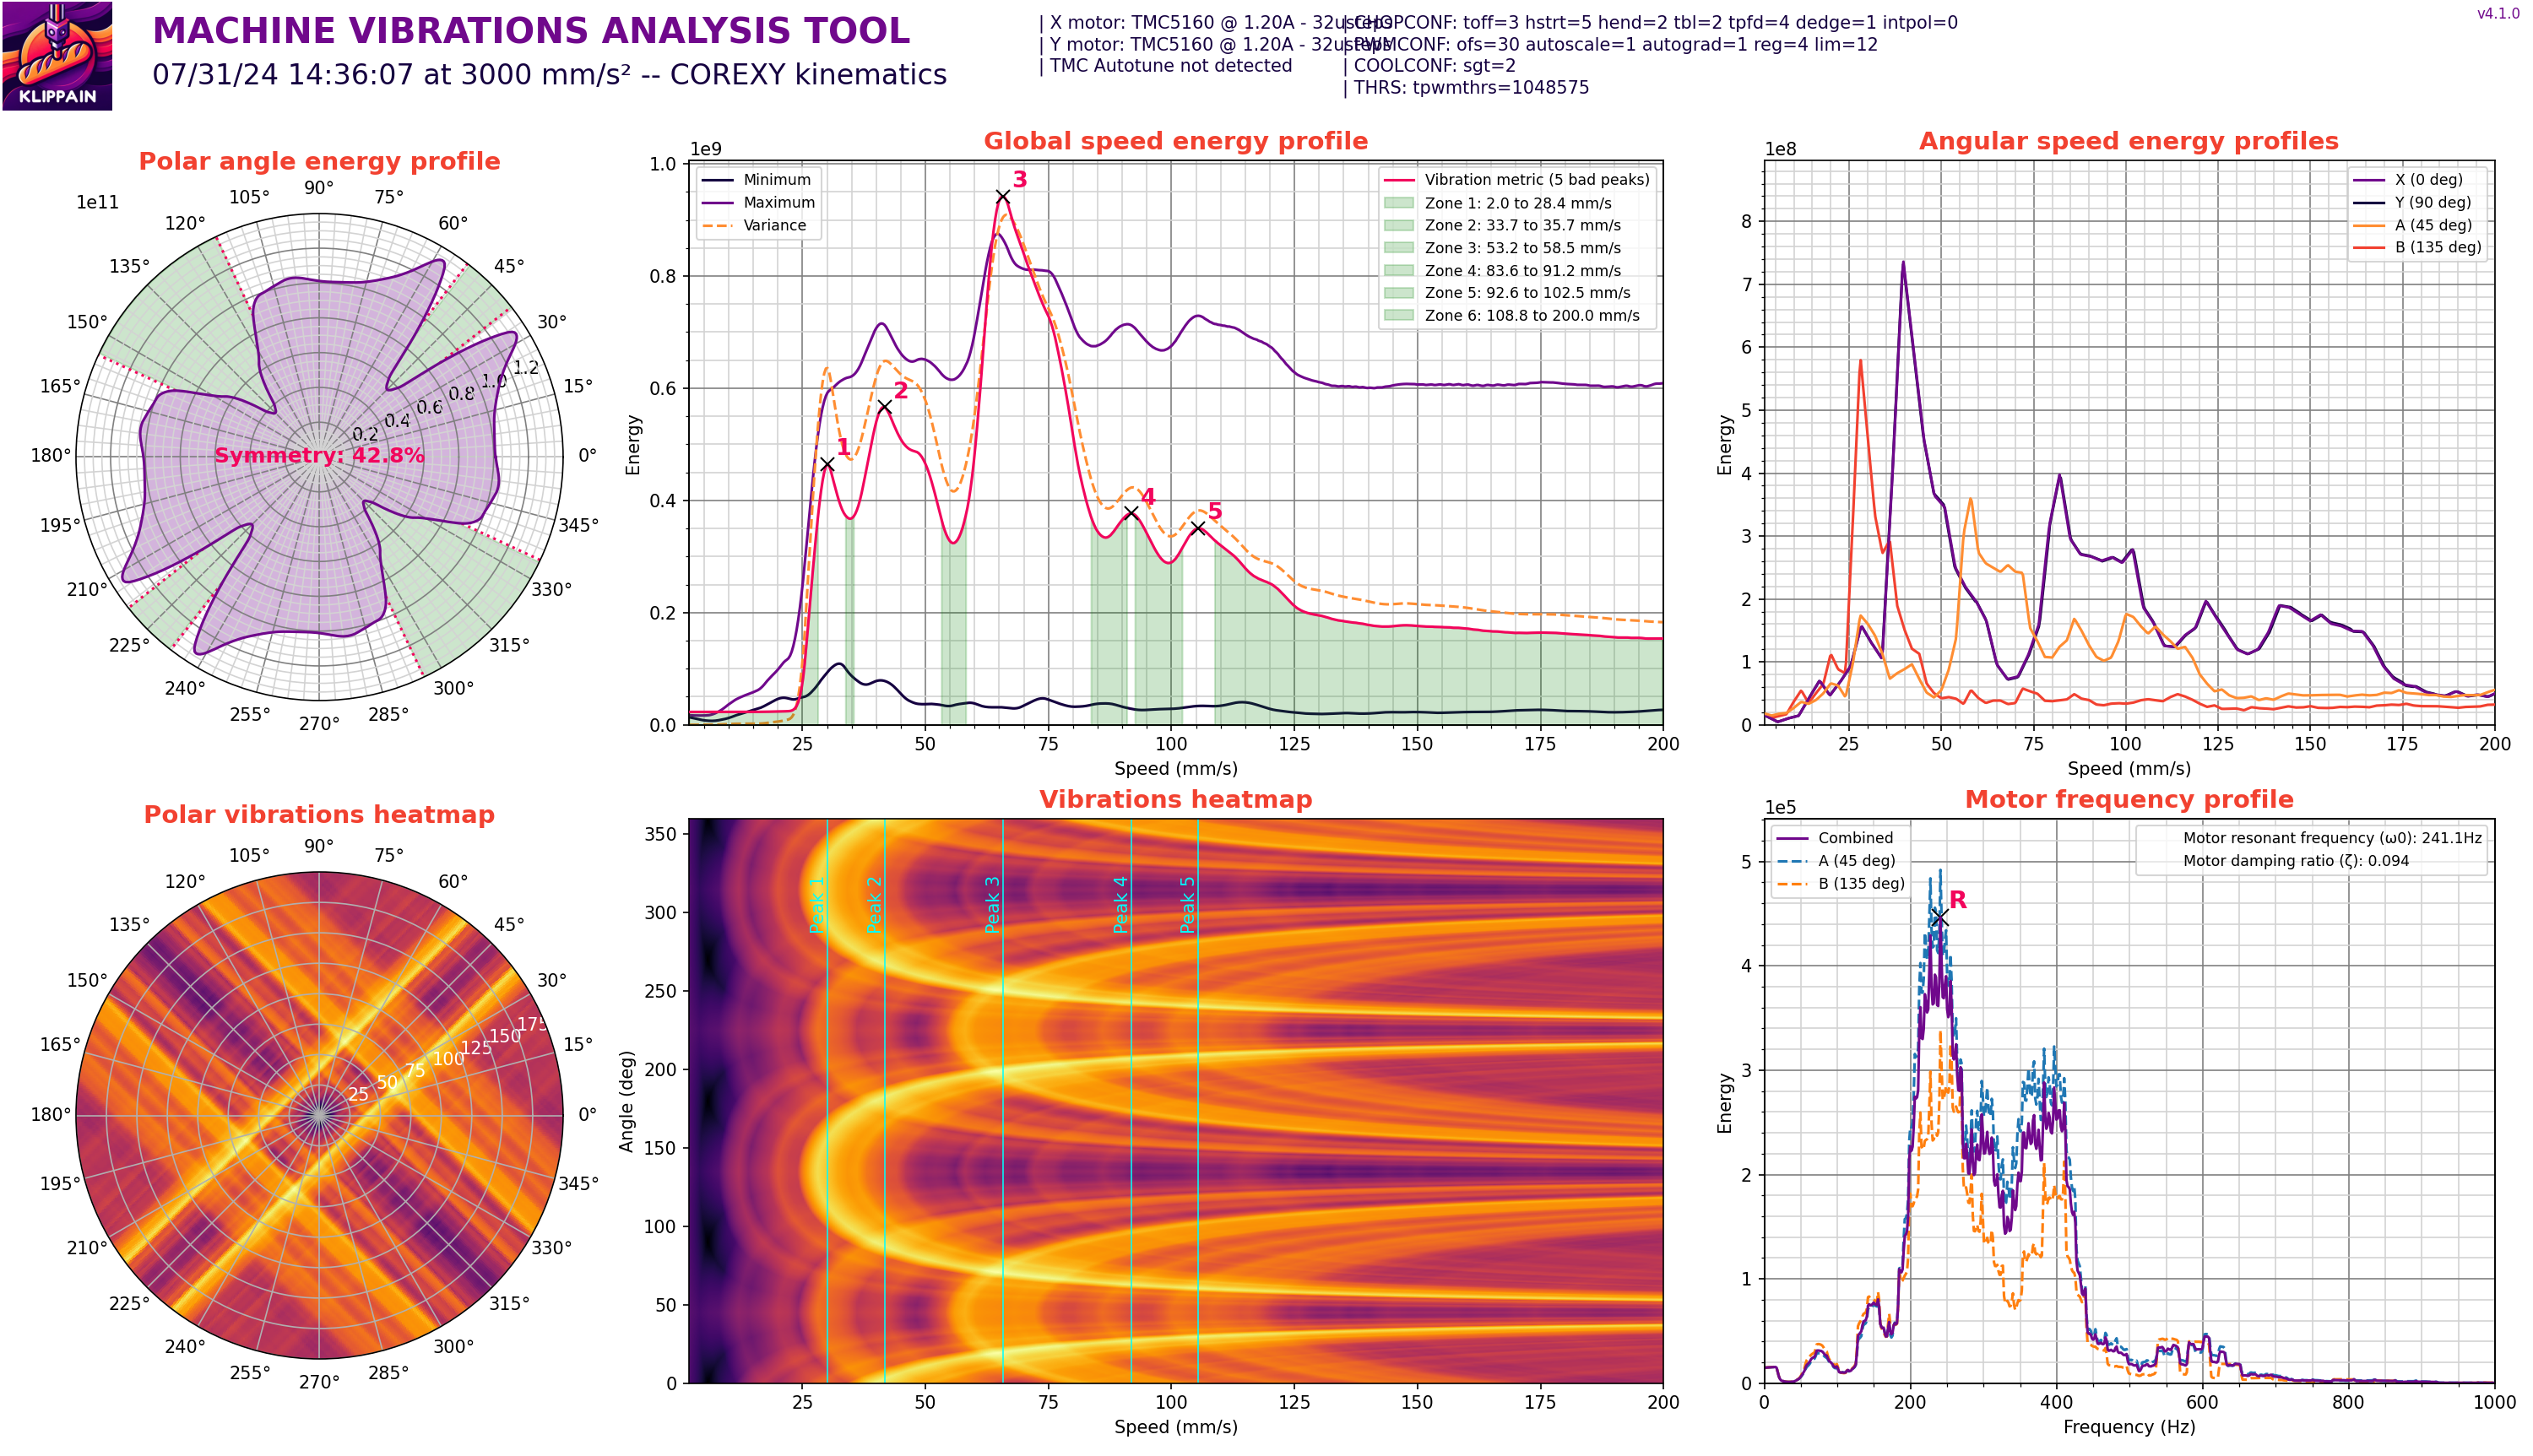 KLIPPAIN
MACHINE VIBRATIONS ANALYSIS TOOL
07/31/24 14:36:07 at 3000 mm/s² -- COREXY kinematics
| X motor: TMC5160 @ 1.20A - 32usteps
| Y motor: TMC5160 @ 1.20A - 32usteps
| TMC Autotune not detected
| CHOPCONF: toff=3 hstrt=5 hend=2 tbl=2 tpfd=4 dedge=1 intpol=0
| PWMCONF: ofs=30 autoscale=1 autograd=1 reg=4 lim=12
| COOLCONF: sgt=2
| THRS: tpwmthrs=1048575
v4.1.0
Polar angle energy profile
1e11
0°
15°
30°
45°
60°
75°
90°
105°
120°
135°
150°
165°
180°
195°
210°
225°
240°
255°
270°
285°
300°
315°
330°
345°
0.2
0.4
0.6
0.8
1.0
1.2
Symmetry: 42.8%
Global speed energy profile
1e9
Energy
1.0
0.8
0.6
0.4
0.2
0.0
Minimum
Maximum
Variance
Vibration metric (5 bad peaks)
Zone 1: 2.0 to 28.4 mm/s
Zone 2: 33.7 to 35.7 mm/s
Zone 3: 53.2 to 58.5 mm/s
Zone 4: 83.6 to 91.2 mm/s
Zone 5: 92.6 to 102.5 mm/s
Zone 6: 108.8 to 200.0 mm/s
1
2
3
4
5
25 50 75 100 125 150 175 200
Speed (mm/s)
Angular speed energy profiles
1e8
Energy
8
7
6
5
4
3
2
1
0
X (0 deg)
Y (90 deg)
A (45 deg)
B (135 deg)
25 50 75 100 125 150 175 200
Speed (mm/s)
Polar vibrations heatmap
0°
15°
30°
45°
60°
75°
90°
105°
120°
135°
150°
165°
180°
195°
210°
225°
240°
255°
270°
285°
300°
315°
330°
345°
25
50
75
100
125
150
175
Vibrations heatmap
Angle (deg)
350
300
250
200
150
100
50
0
Peak 1
Peak 2
Peak 3
Peak 4
Peak 5
25 50 75 100 125 150 175 200
Speed (mm/s)
Motor frequency profile
1e5
Energy
5
4
3
2
1
0
Combined
A (45 deg)
B (135 deg)
Motor resonant frequency (ω0): 241.1Hz
Motor damping ratio (ζ): 0.094
R
0 200 400 600 800 1000
Frequency (Hz)